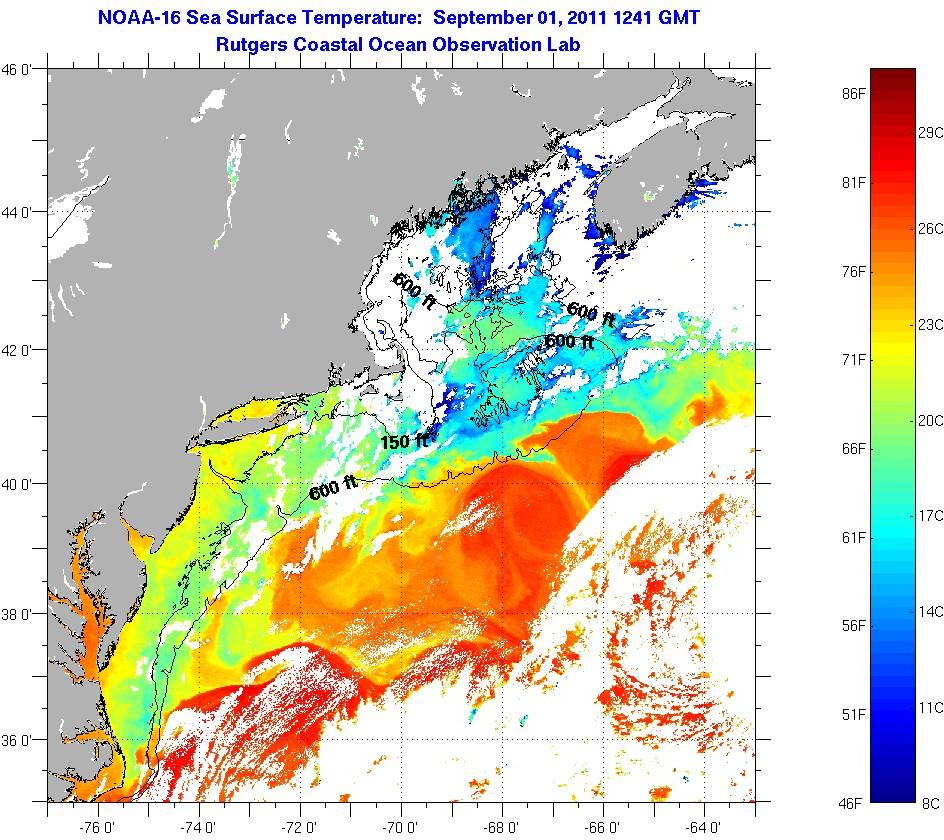 NOAA-16 Sea Surface Temperature: September 01, 2011 1241 GMT
Rutgers Coastal Ocean Observation Lab
46 0'
44 0'
42 0'
40 0'
38 0'
36 0'
600 ft
600 ft
600 ft
150 ft
600 ft
-76 0'
-74 0'
-72 0'
-70 0'
-68 0'
-66 0'
-64 0'
86F
81F
76F
71F
66F
61F
56F
51F
46F
29C
26C
23C
20C
17C
14C
11C
8C